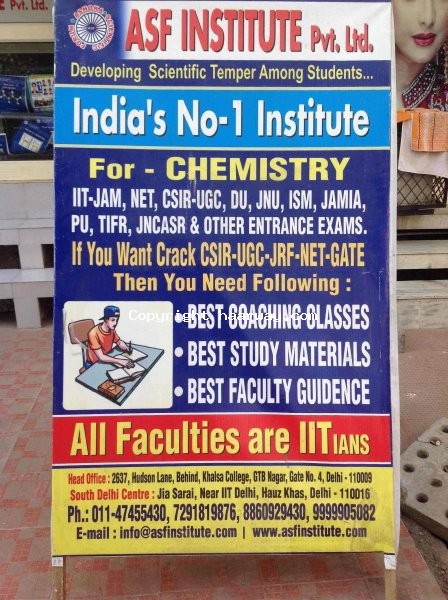 ASF INSTITUTE Pvt. Ltd.
Developing Scientific Temper Among Students...
India's No-1 Institute
For - CHEMISTRY
IIT-JAM, NET, CSIR-UGC, DU, JNU, ISM, JAMIA,
PU, TIFR, JNCASR & OTHER ENTRANCE EXAMS.
If You Want Crack CSIR-UGC-JRF-NET-GATE
Then You Need Following :
• BEST COACHING CLASSES
• BEST STUDY MATERIALS
• BEST FACULTY GUIDENCE
All Faculties are IITIANS
Head Office : 2637, Hudson Lane, Behind, Khalsa College, GTB Nagar, Gate No. 4, Delhi - 110009
South Delhi Centre : Jia Sarai, Near IIT Delhi, Hauz Khas, Delhi - 110016
Ph.: 011-47455430, 7291819876, 8860929430, 9999905082
E-mail : info@asfinstitute.com | www.asfinstitute.com